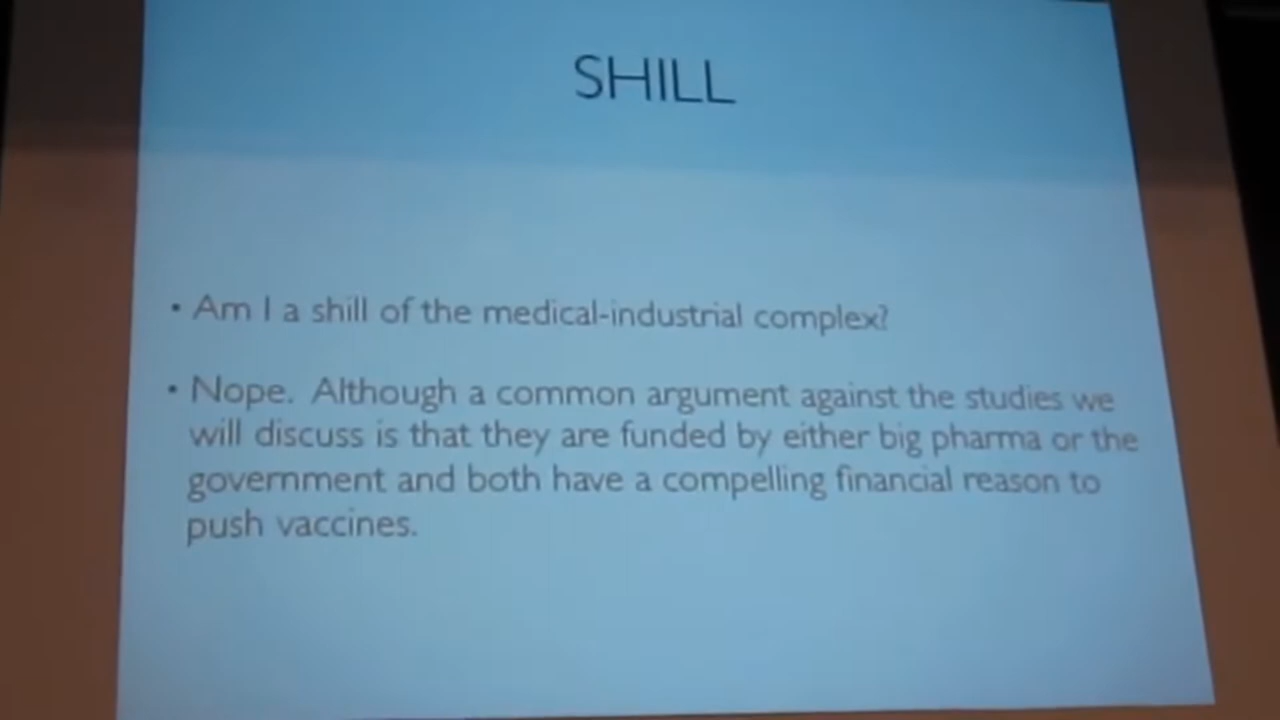 SHILL
• Am I a shill of the medical-industrial complex?
• Nope. Although a common argument against the studies we
will discuss is that they are funded by either big pharma or the
government and both have a compelling financial reason to
push vaccines.